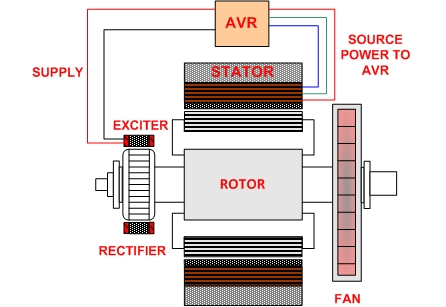 AVR
SOURCE
POWER TO
AVR
SUPPLY
STATOR
EXCITER
ROTOR
RECTIFIER
FAN